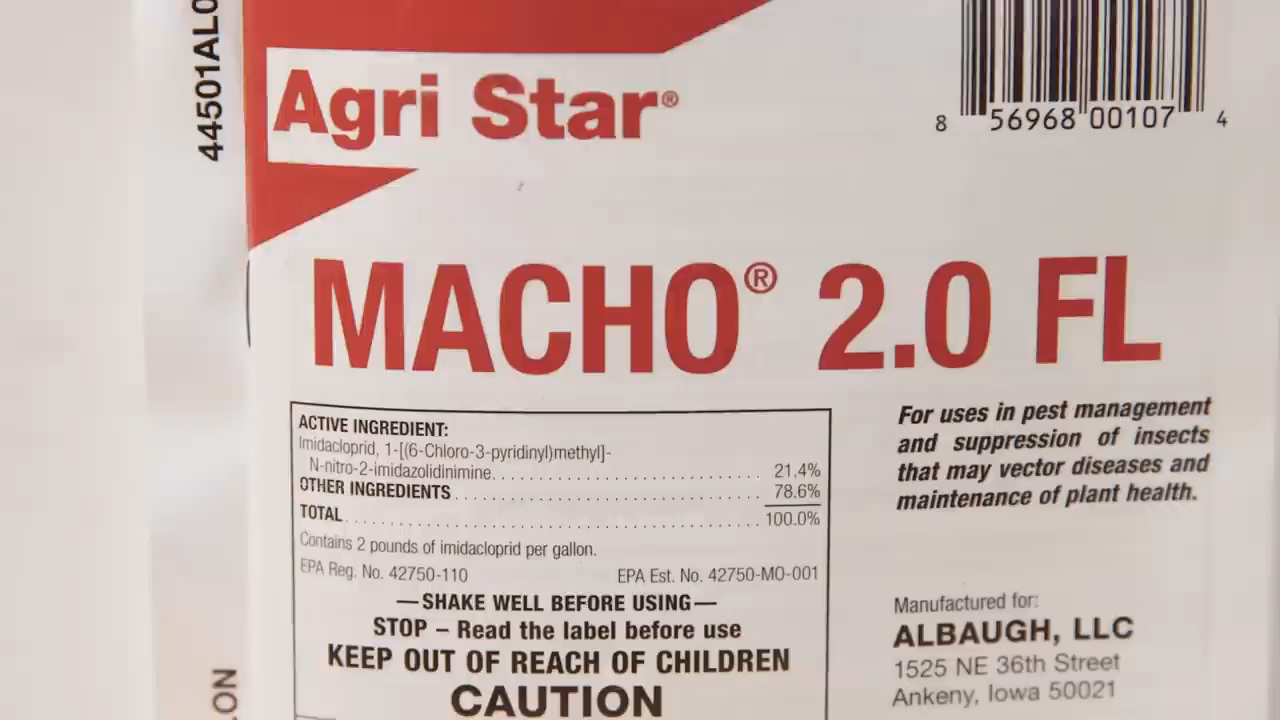 44501AL0
Agri Star®
8 56968 00107 4
MACHO® 2.0 FL
ACTIVE INGREDIENT:
Imidacloprid, 1-[(6-Chloro-3-pyridinyl)methyl]-
N-nitro-2-imidazolidinimine. . . . . . . . . . . . . . . . . . . . . . . . . . . 21.4%
OTHER INGREDIENTS . . . . . . . . . . . . . . . . . . . . . . . . . . . . . . . 78.6%
TOTAL. . . . . . . . . . . . . . . . . . . . . . . . . . . . . . . . . . . . . . . . . . 100.0%
Contains 2 pounds of imidacloprid per gallon.
EPA Reg. No. 42750-110 EPA Est. No. 42750-MO-001
—SHAKE WELL BEFORE USING—
STOP – Read the label before use
KEEP OUT OF REACH OF CHILDREN
CAUTION
For uses in pest management
and suppression of insects
that may vector diseases and
maintenance of plant health.
Manufactured for:
ALBAUGH, LLC
1525 NE 36th Street
Ankeny, Iowa 50021